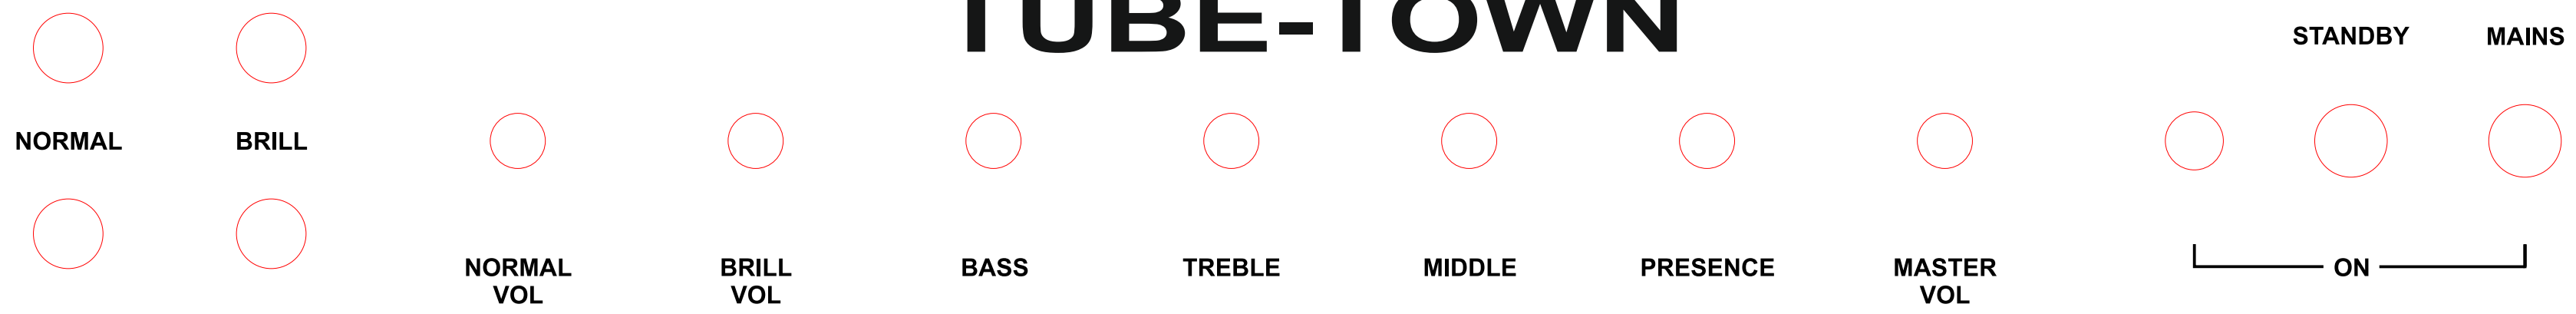 TUBE-TOWN
STANDBY MAINS
NORMAL BRILL
NORMAL VOL
BRILL VOL
BASS
TREBLE
MIDDLE
PRESENCE
MASTER VOL
ON